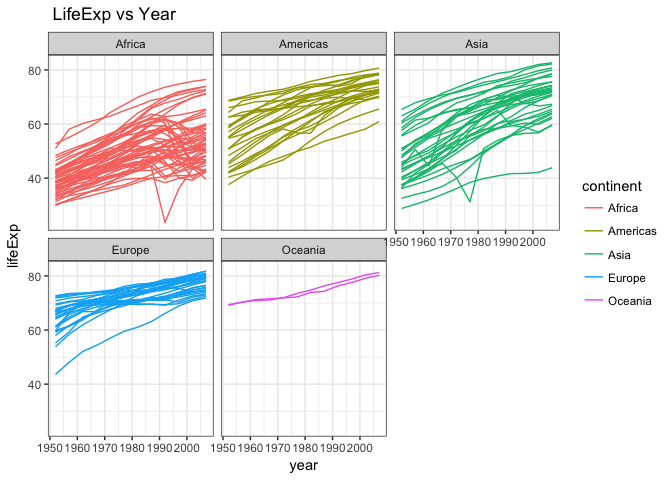 LifeExp vs Year
Africa Americas Asia
80
60
40
1950 1960 1970 1980 1990 2000
Europe Oceania
80
60
40
1950 1960 1970 1980 1990 2000 1950 1960 1970 1980 1990 2000
year
lifeExp
continent
Africa
Americas
Asia
Europe
Oceania